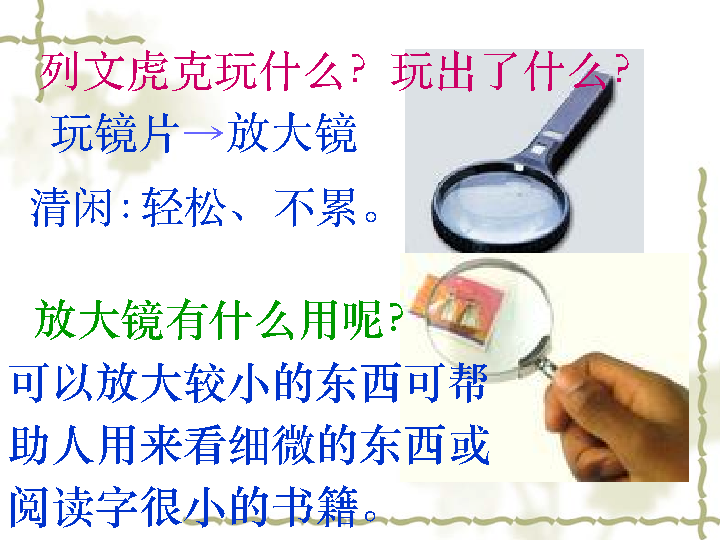 列文虎克玩什么？玩出了什么？
玩镜片→放大镜
清闲：轻松、不累。
放大镜有什么用呢？
可以放大较小的东西可帮
助人用来看细微的东西或
阅读字很小的书籍。